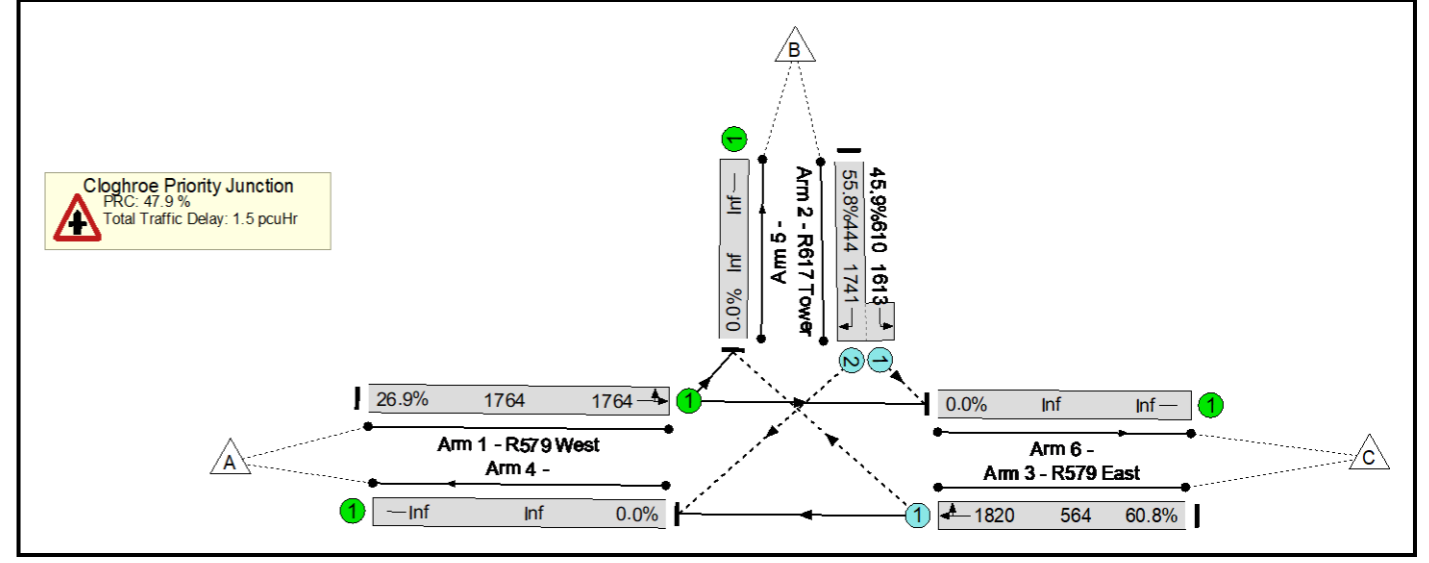 B
Cloghroe Priority Junction
PRC: 47.9 %
Total Traffic Delay: 1.5 pcuHr
1
Inf Inf 0.0%
Arm 5 -
Arm 2 - R617 Tower
55.8% 444 1741
45.9% 610 1613
2 1
26.9% 1764 1764 1
0.0% Inf Inf 1
Arm 1 - R579 West
Arm 4 -
A
Arm 6 -
Arm 3 - R579 East
C
1 Inf Inf 0.0%
1 1820 564 60.8%